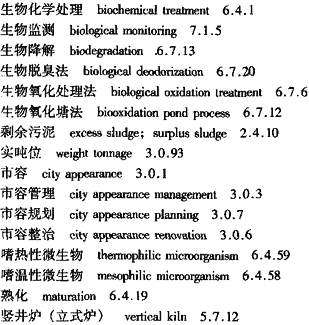 生物化学处理 biochemical treatment 6.4.1
生物监测 biological monitoring 7.1.5
生物降解 biodegradation .6.7.13
生物脱臭法 biological deodorization 6.7.20
生物氧化处理法 biological oxidation treatment 6.7.6
生物氧化塘法 biooxidation pond process 6.7.12
剩余污泥 excess sludge; surplus sludge 2.4.10
实吨位 weight tonnage 3.0.93
市容 city appearance 3.0.1
市容管理 city appearance management 3.0.3
市容规划 city appearance planning 3.0.7
市容整治 city appearance renovation 3.0.6
嗜热性微生物 thermophilic microorganism 6.4.59
嗜温性微生物 mesophilic microorganism 6.4.58
熟化 maturation 6.4.19
竖井炉（立式炉） vertical kiln 5.7.12